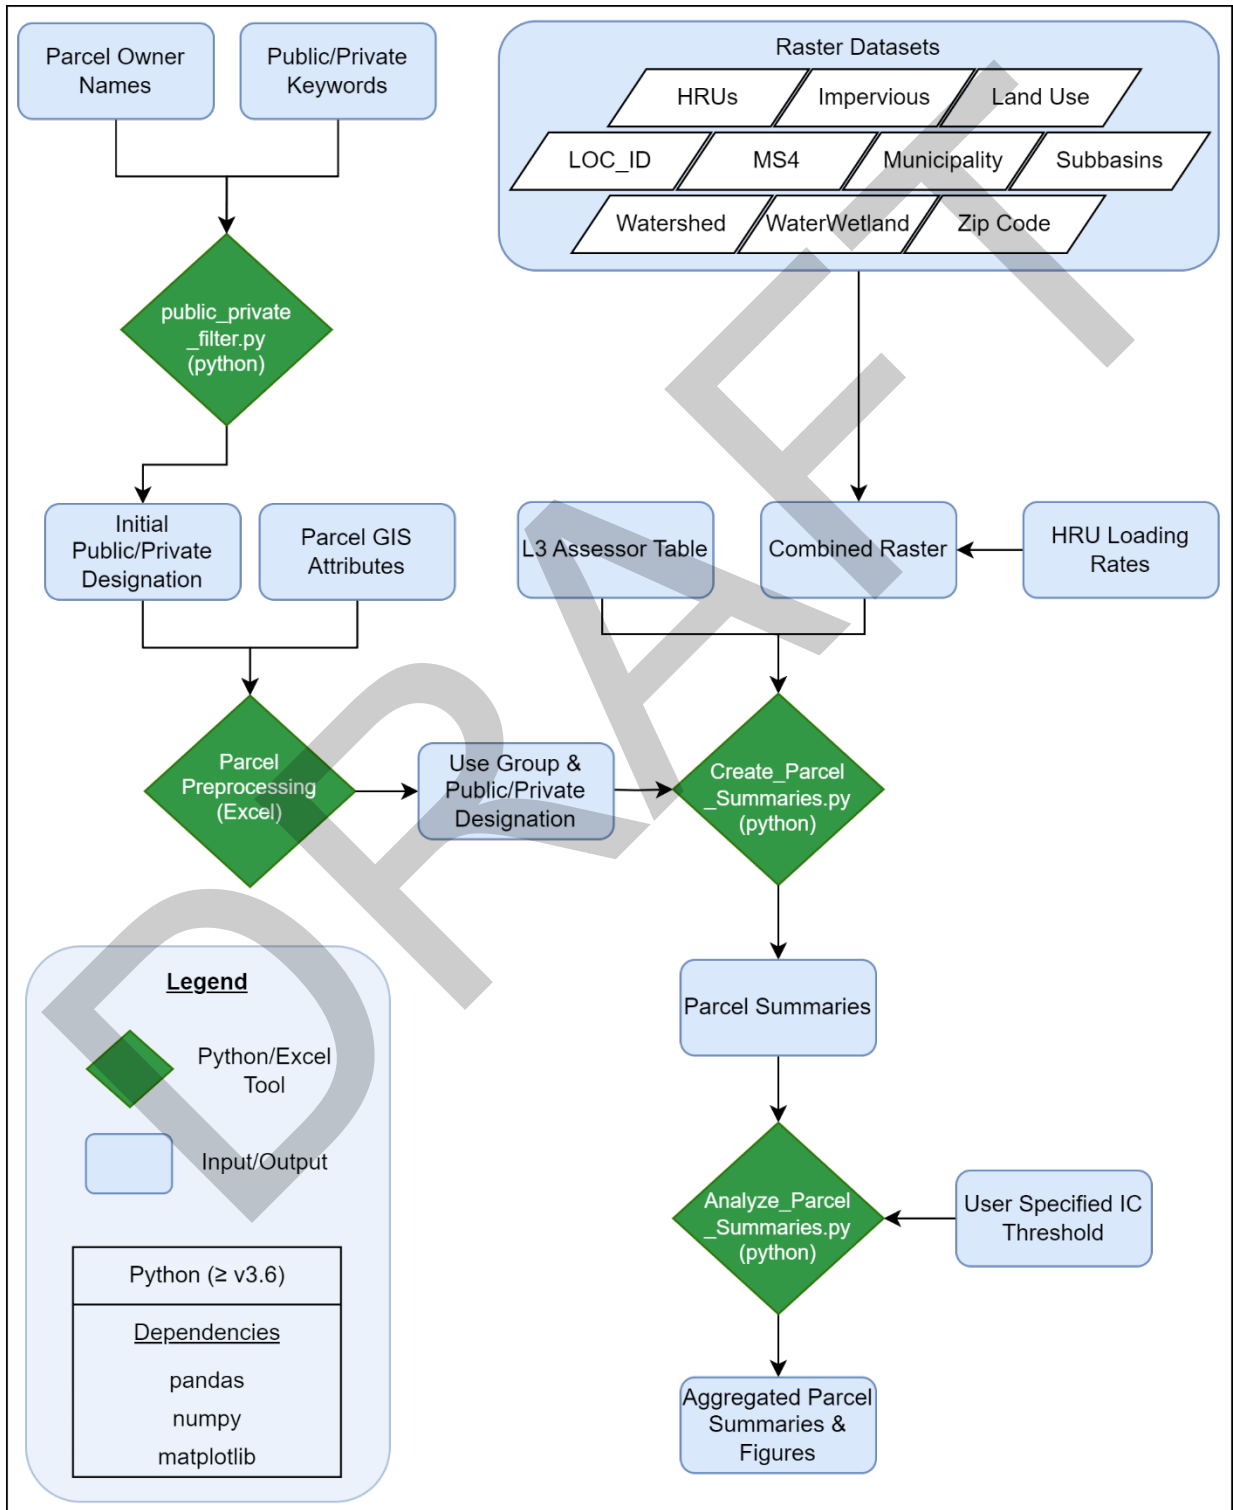 Parcel Owner
Names
Public/Private
Keywords
Raster Datasets
HRUs
Impervious
Land Use
LOC_ID
MS4
Municipality
Subbasins
Watershed
WaterWetland
Zip Code
public_private
_filter.py
(python)
Initial
Public/Private
Designation
Parcel GIS
Attributes
L3 Assessor Table
Combined Raster
HRU Loading
Rates
Parcel
Preprocessing
(Excel)
Use Group &
Public/Private
Designation
Create_Parcel
_Summaries.py
(python)
Parcel Summaries
Analyze_Parcel
_Summaries.py
(python)
User Specified IC
Threshold
Aggregated Parcel
Summaries &
Figures
Legend
Python/Excel
Tool
Input/Output
Python (≥ v3.6)
Dependencies
pandas
numpy
matplotlib
DRAFT